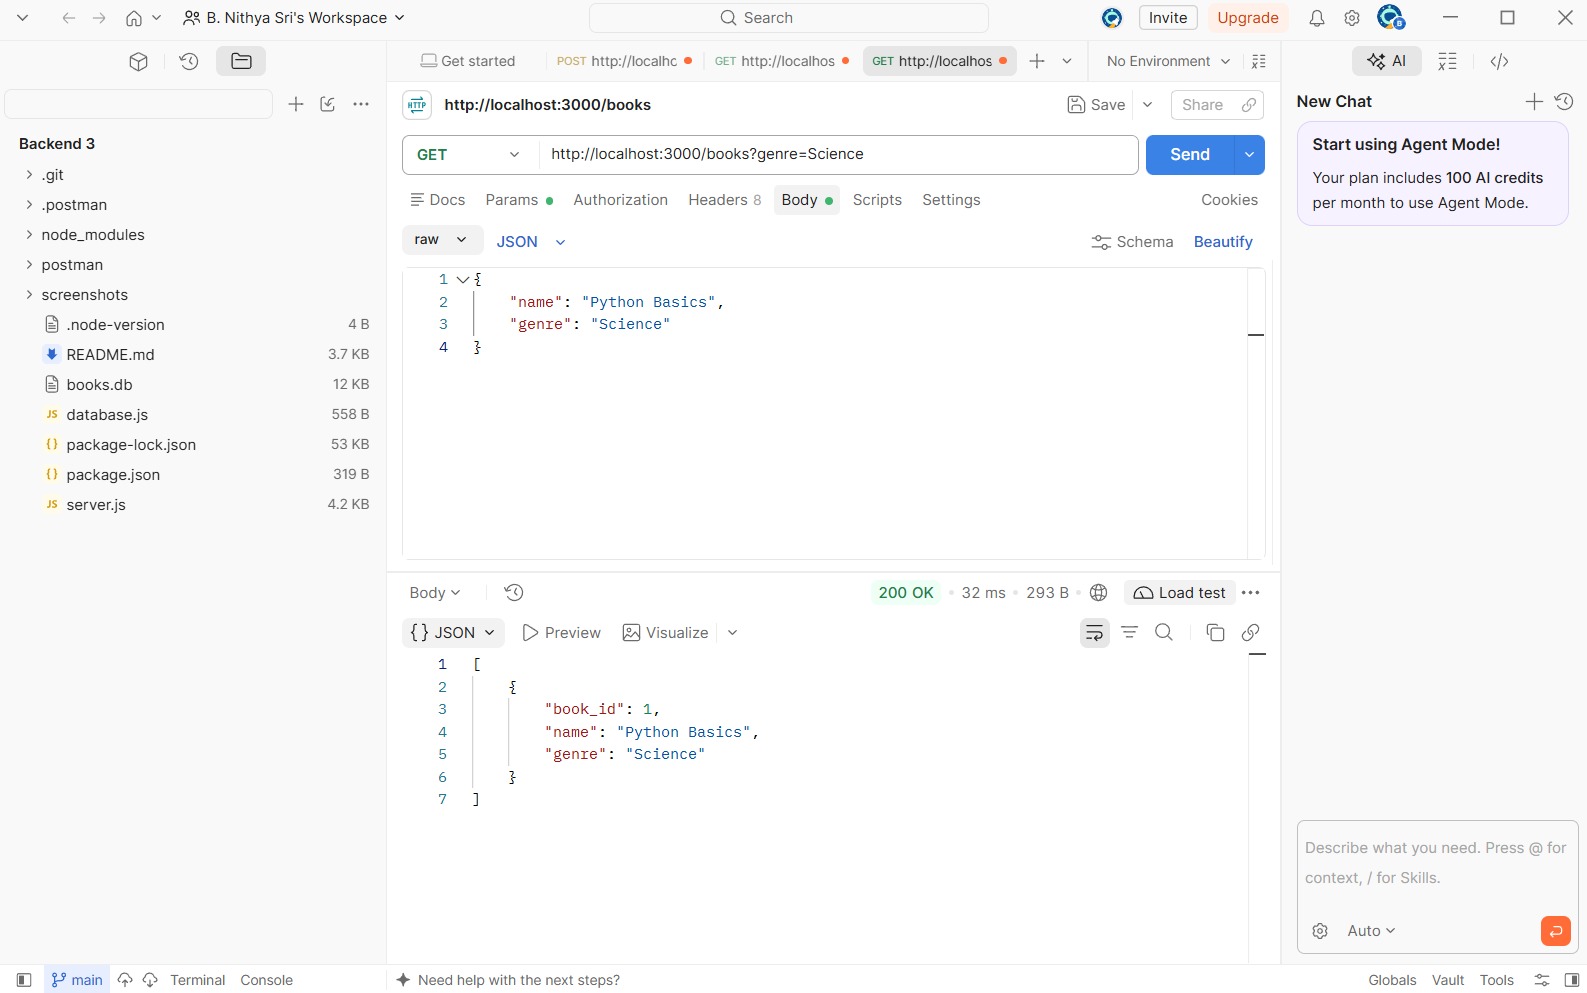 B. Nithya Sri's Workspace
Search
Invite
Upgrade
Get started
POST http://localhc
GET http://localhos
GET http://localhos
No Environment
AI
http://localhost:3000/books
Save
Share
New Chat
Backend 3
.git
.postman
node_modules
postman
screenshots
.node-version 4 B
README.md 3.7 KB
books.db 12 KB
JS database.js 558 B
{} package-lock.json 53 KB
{} package.json 319 B
JS server.js 4.2 KB
HTTP
GET
http://localhost:3000/books?genre=Science
Send
Docs Params Authorization Headers 8 Body Scripts Settings Cookies
raw JSON Schema Beautify
1 {
2 "name": "Python Basics",
3 "genre": "Science"
4 }
Body 200 OK 32 ms 293 B Load test
{} JSON Preview Visualize
1 [
2 {
3 "book_id": 1,
4 "name": "Python Basics",
5 "genre": "Science"
6 }
7 ]
Start using Agent Mode!
Your plan includes 100 AI credits
per month to use Agent Mode.
Describe what you need. Press @ for
context, / for Skills.
Auto
main
Terminal
Console
Need help with the next steps?
Globals
Vault
Tools